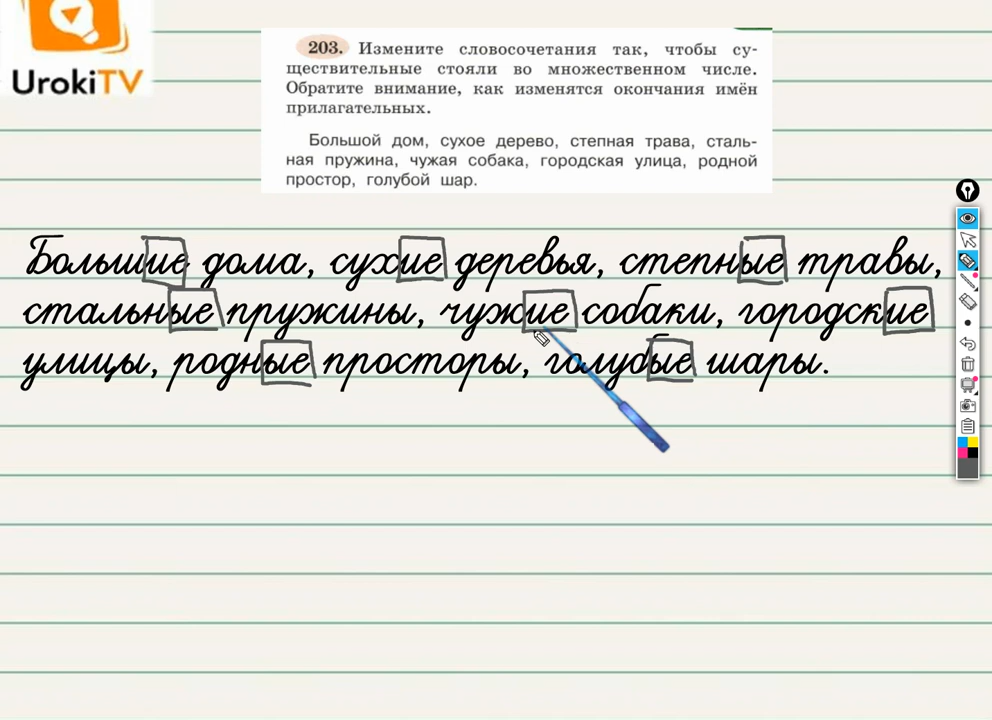 UrokiTV
203. Измените словосочетания так, чтобы су-
ществительные стояли во множественном числе.
Обратите внимание, как изменятся окончания имён
прилагательных.
Большой дом, сухое дерево, степная трава, сталь-
ная пружина, чужая собака, городская улица, родной
простор, голубой шар.
Большие дома, сухие деревья, степные травы,
стальные пружины, чужие собаки, городские
улицы, родные просторы, голубые шары.